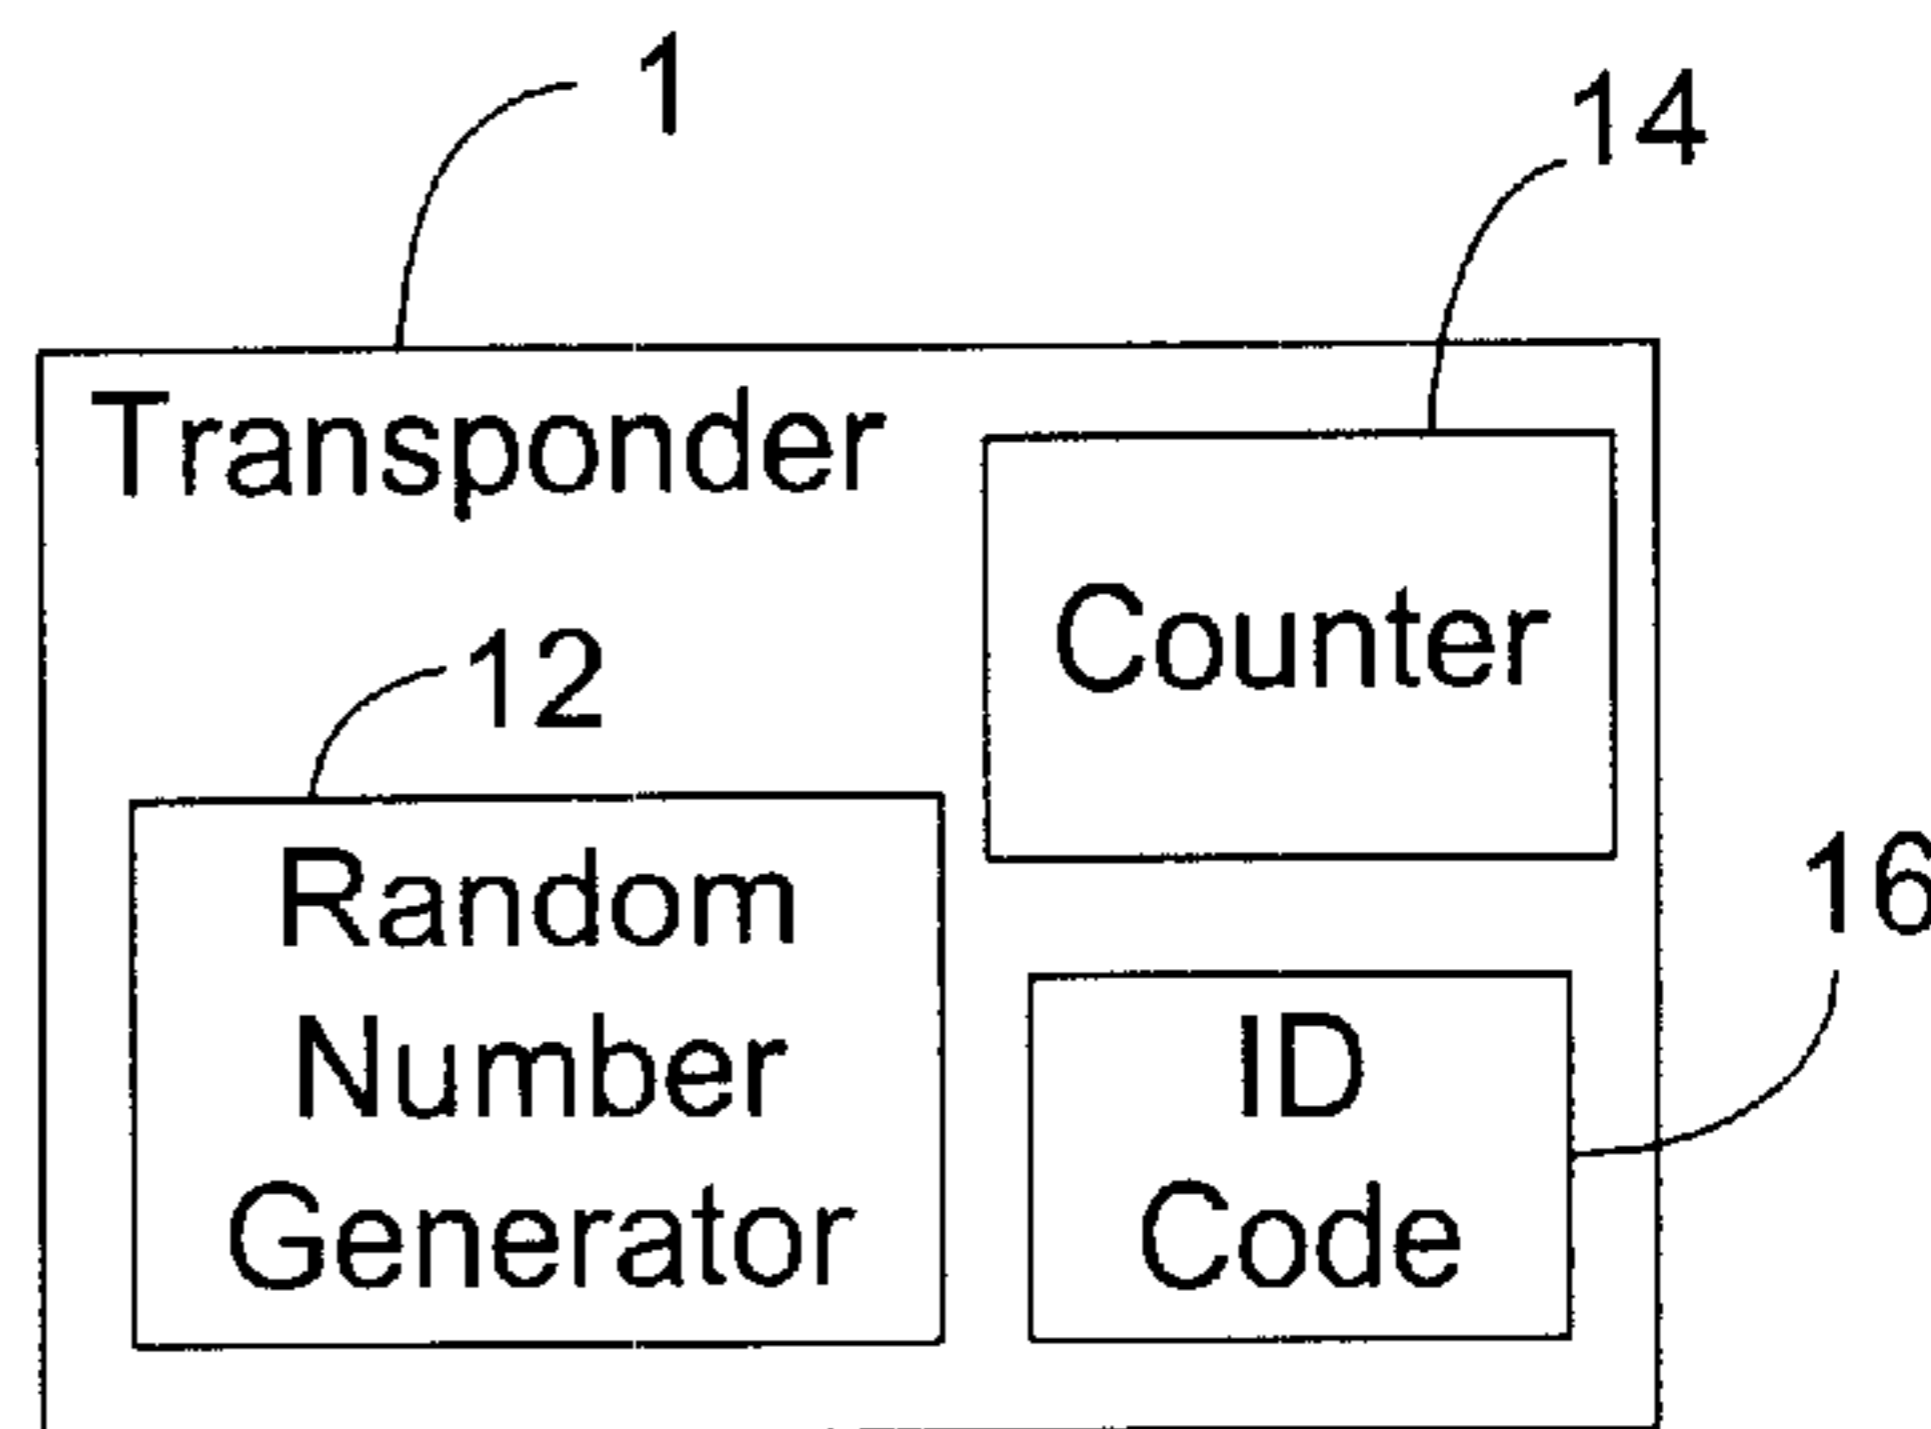 1
14
Transponder
Counter
12
16
Random
Number
Generator
ID
Code